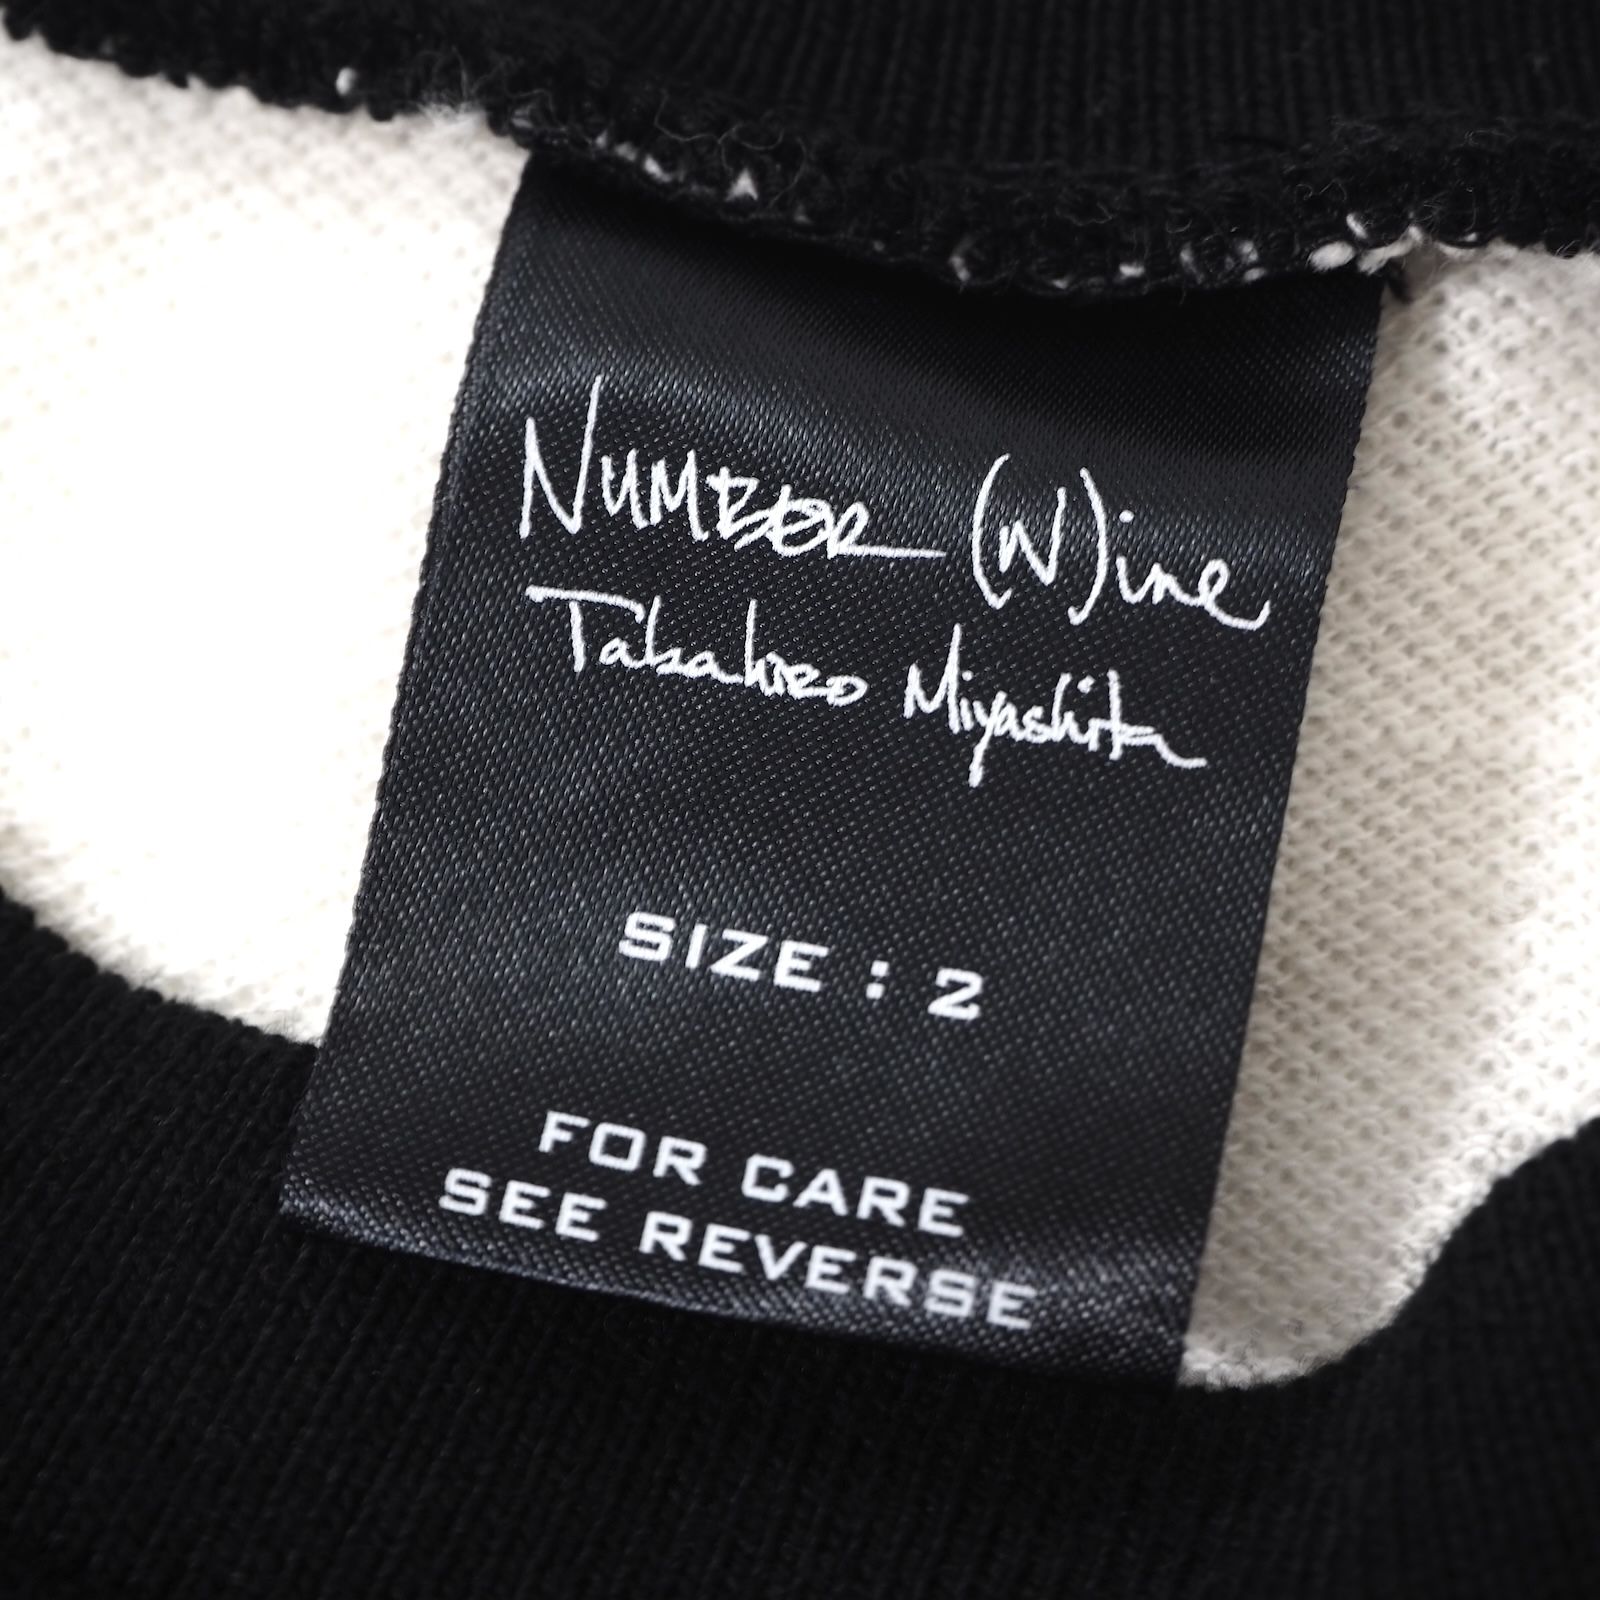 NUMBER (N)ine
Takahiro Miyashita
SIZE : 2
FOR CARE
SEE REVERSE